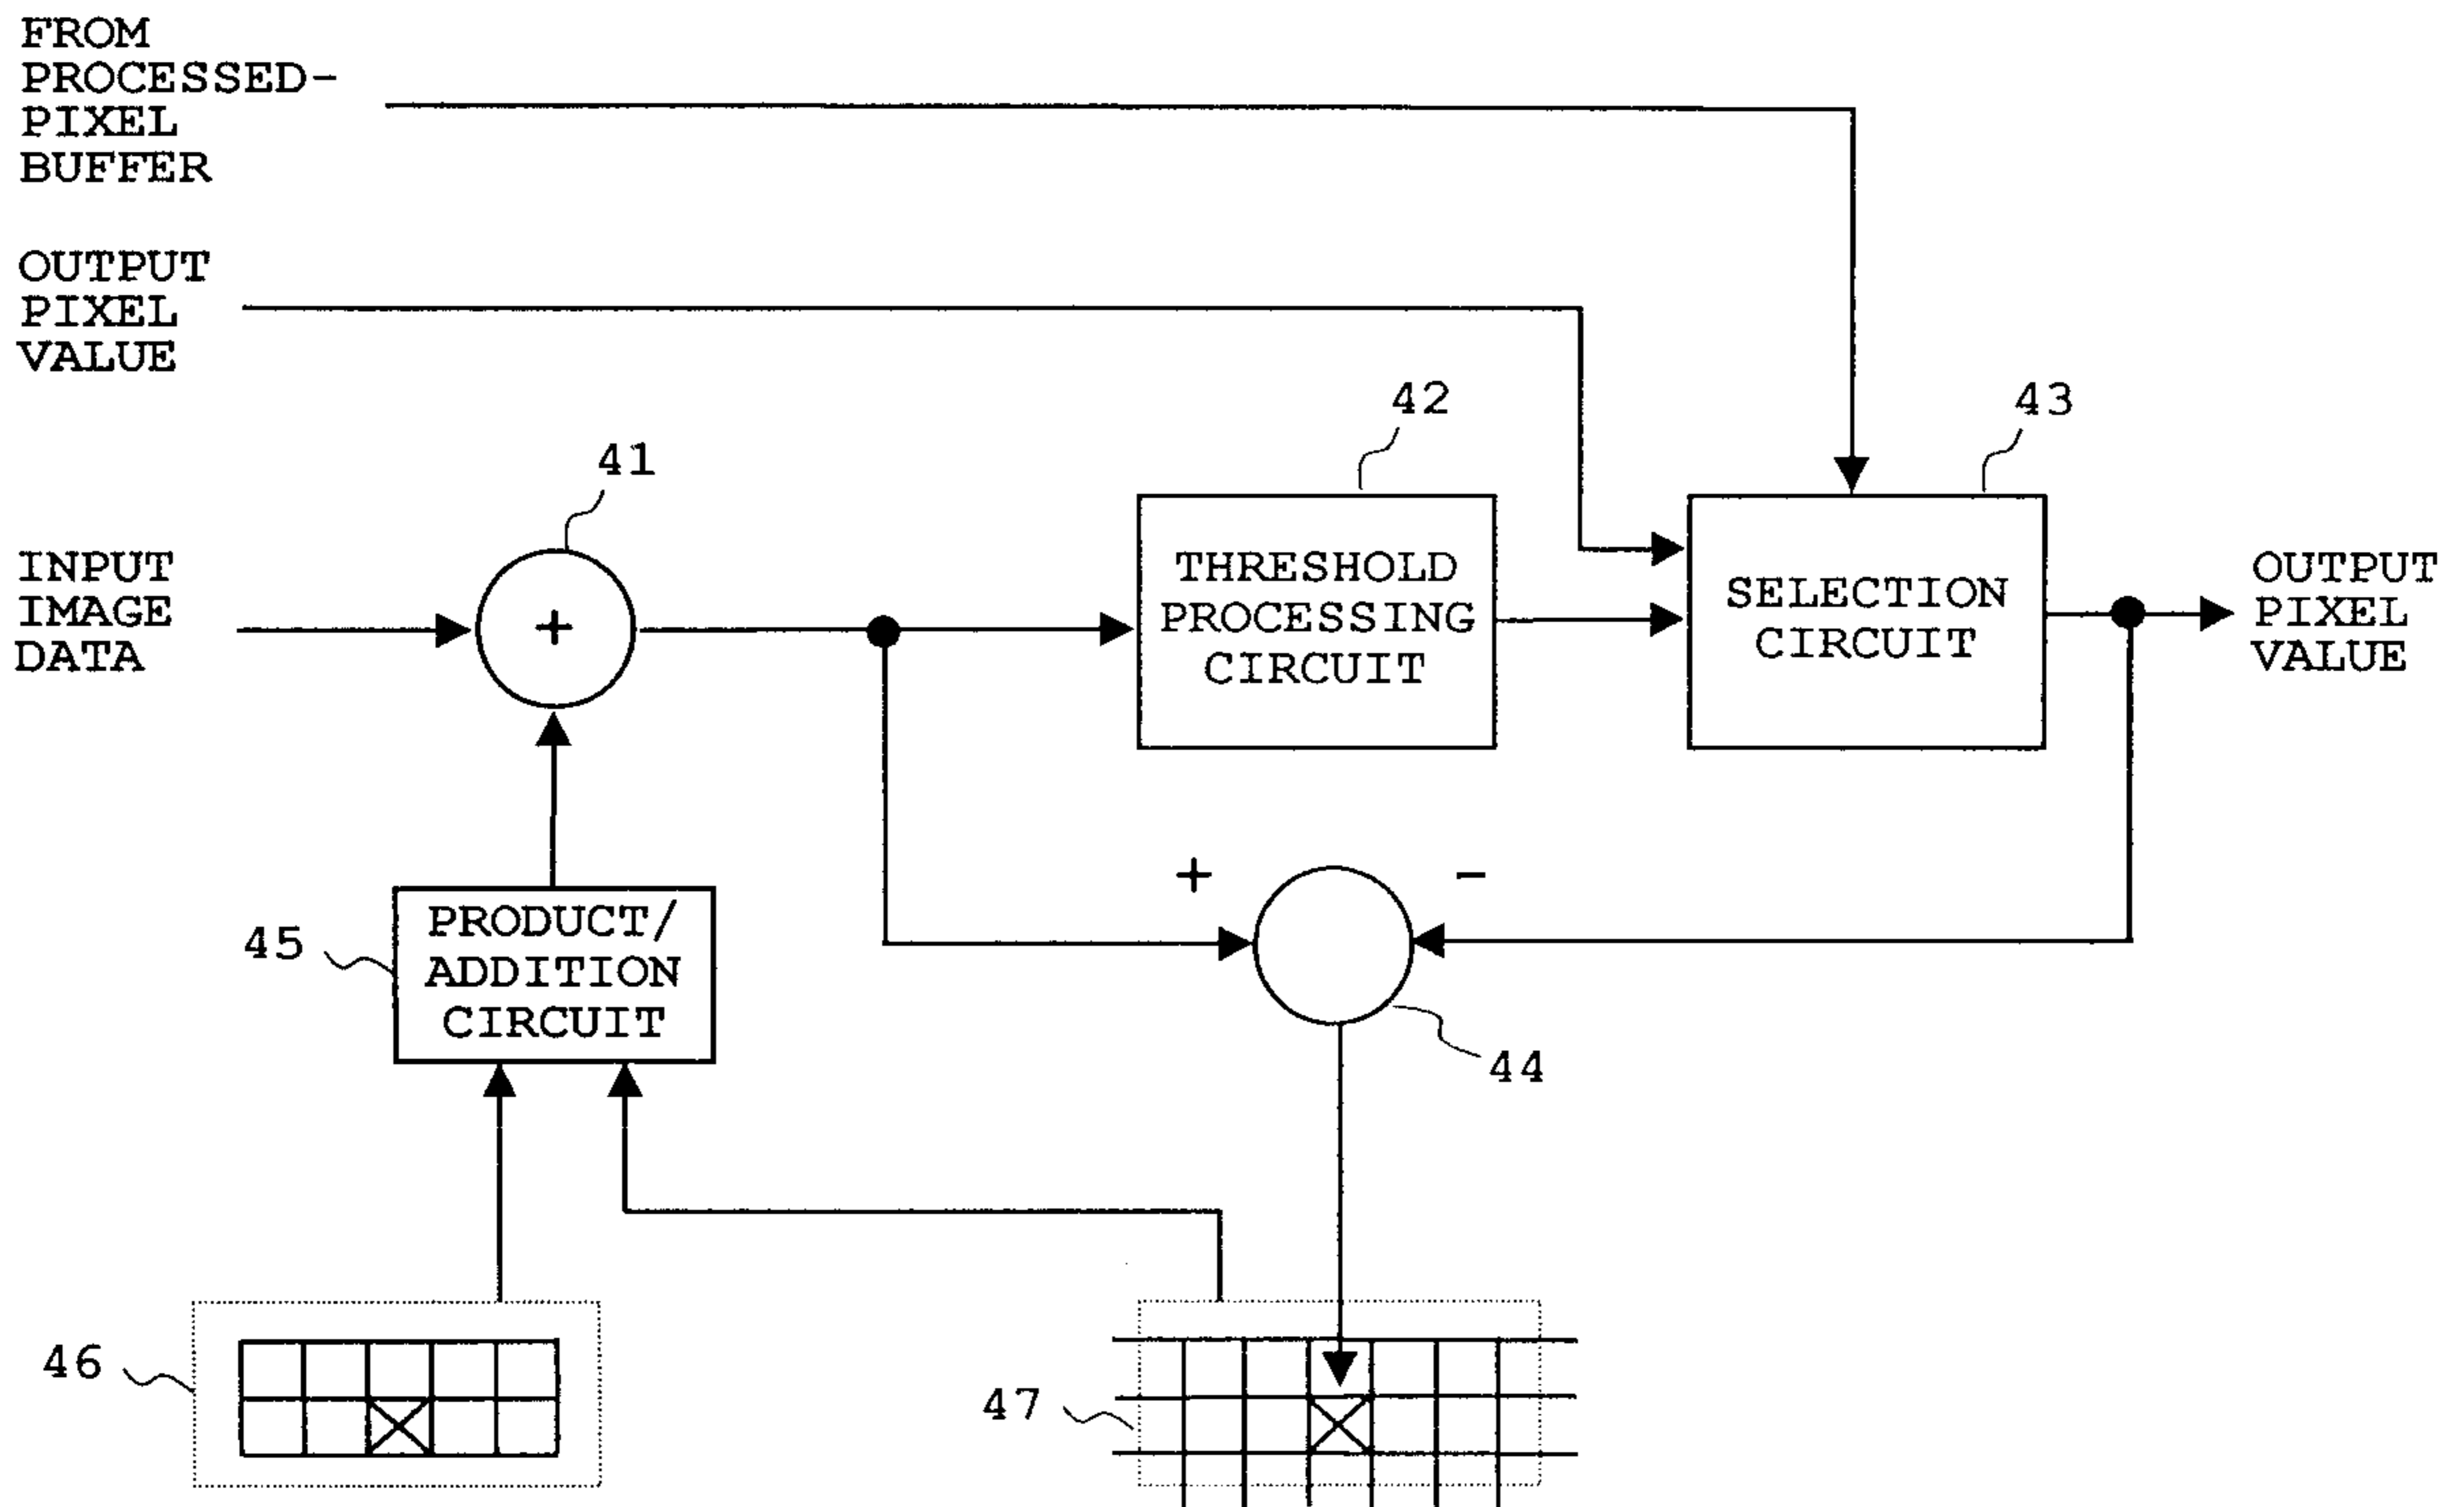 FROM
PROCESSED-
PIXEL
BUFFER
OUTPUT
PIXEL
VALUE
42
43
41
INPUT
IMAGE
DATA
+
THRESHOLD
PROCESSING
CIRCUIT
SELECTION
CIRCUIT
OUTPUT
PIXEL
VALUE
+
-
45
PRODUCT/
ADDITION
CIRCUIT
44
46
47